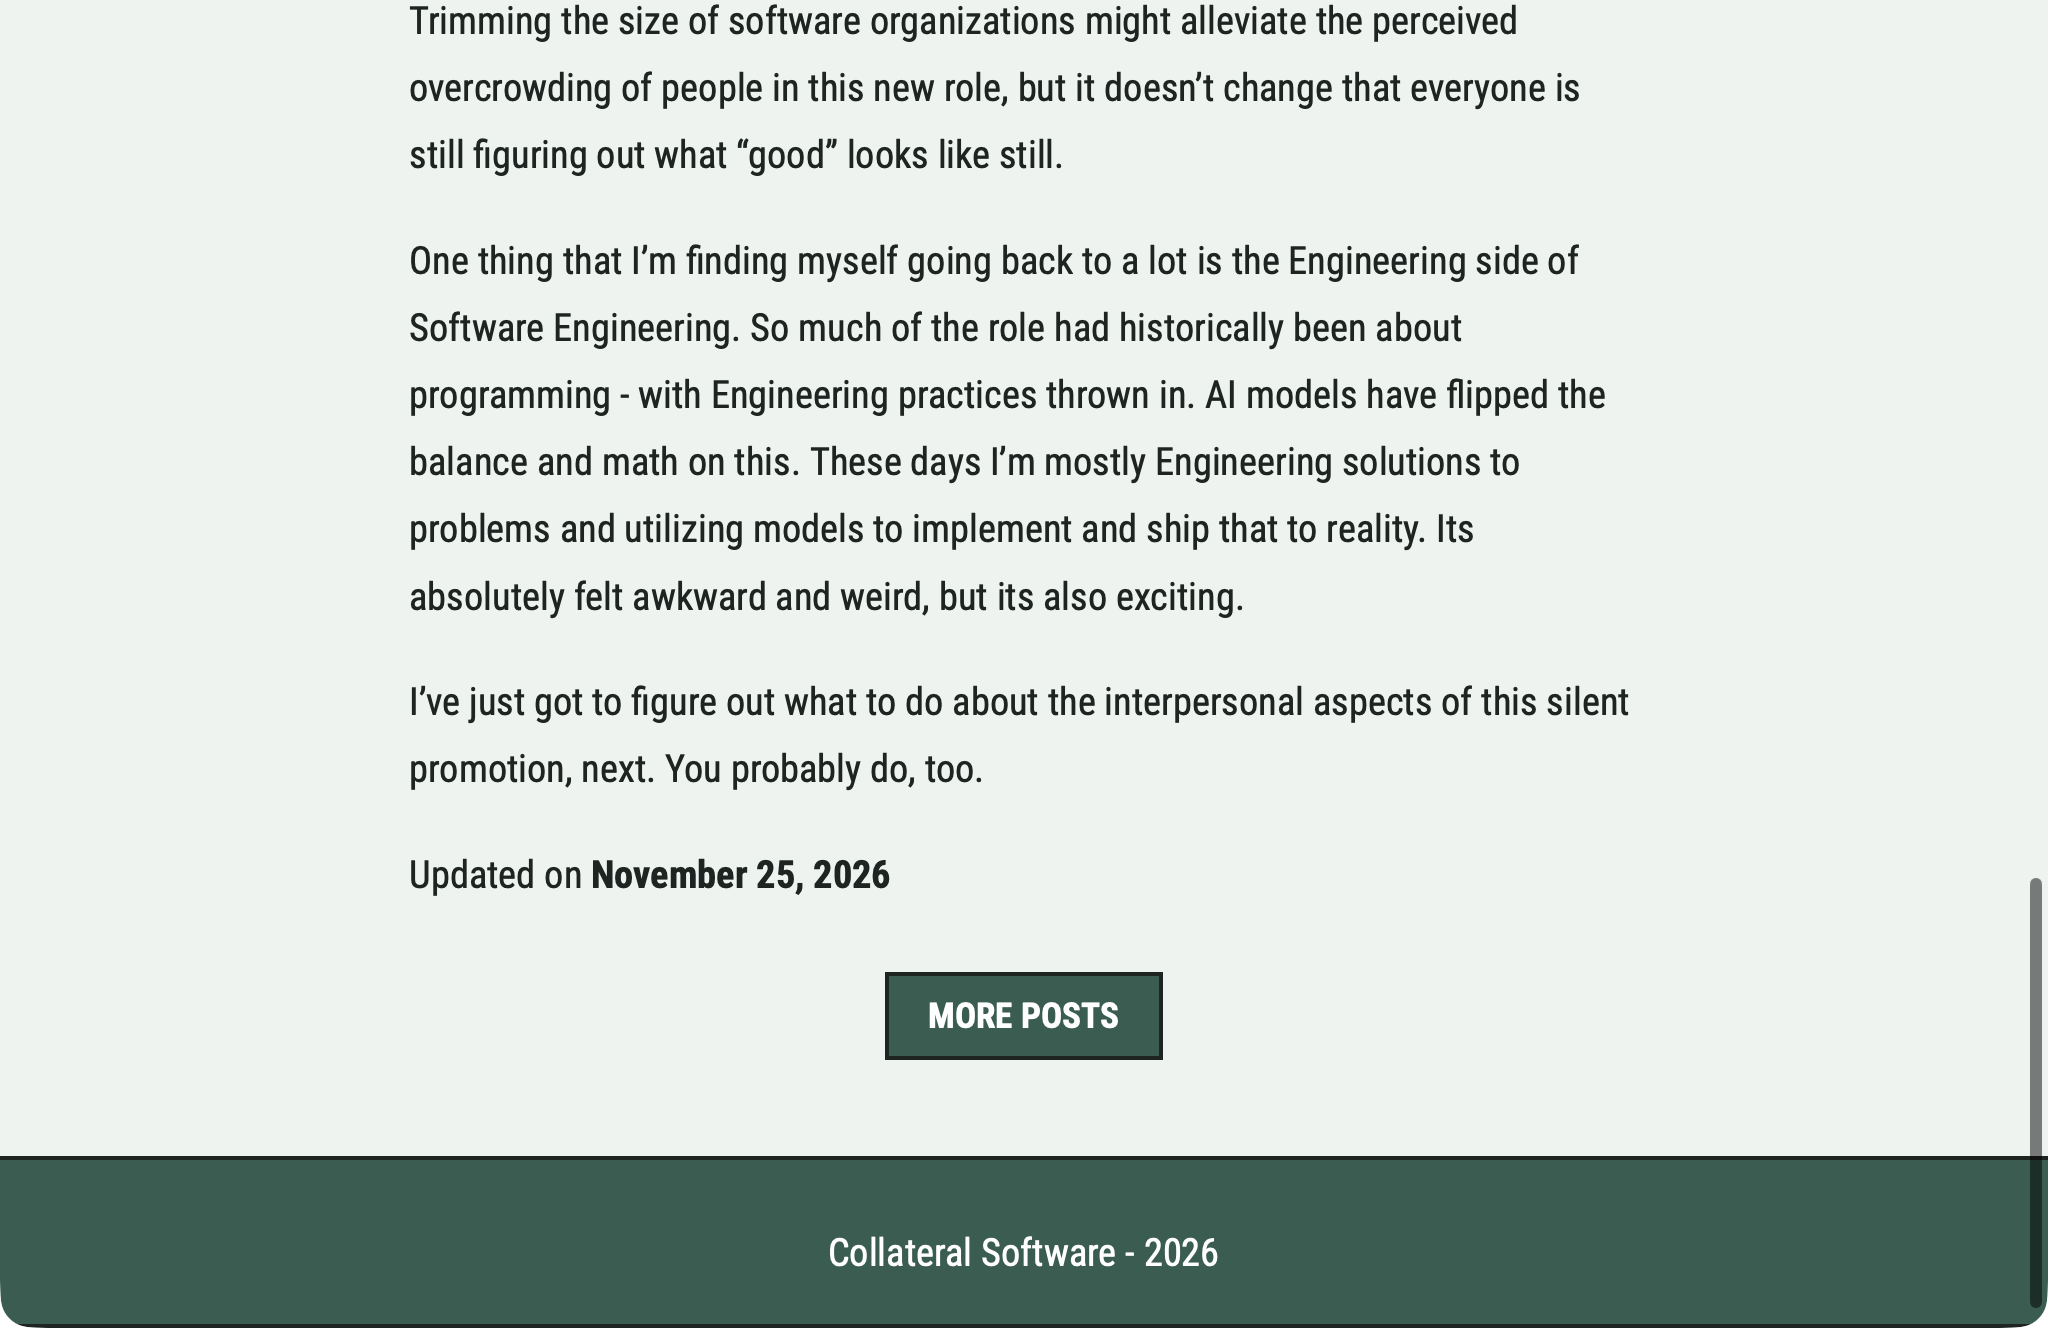 Trimming the size of software organizations might alleviate the perceived
overcrowding of people in this new role, but it doesn’t change that everyone is
still figuring out what “good” looks like still.
One thing that I’m finding myself going back to a lot is the Engineering side of
Software Engineering. So much of the role had historically been about
programming - with Engineering practices thrown in. AI models have flipped the
balance and math on this. These days I’m mostly Engineering solutions to
problems and utilizing models to implement and ship that to reality. Its
absolutely felt awkward and weird, but its also exciting.
I’ve just got to figure out what to do about the interpersonal aspects of this silent
promotion, next. You probably do, too.
Updated on November 25, 2026
MORE POSTS
Collateral Software - 2026